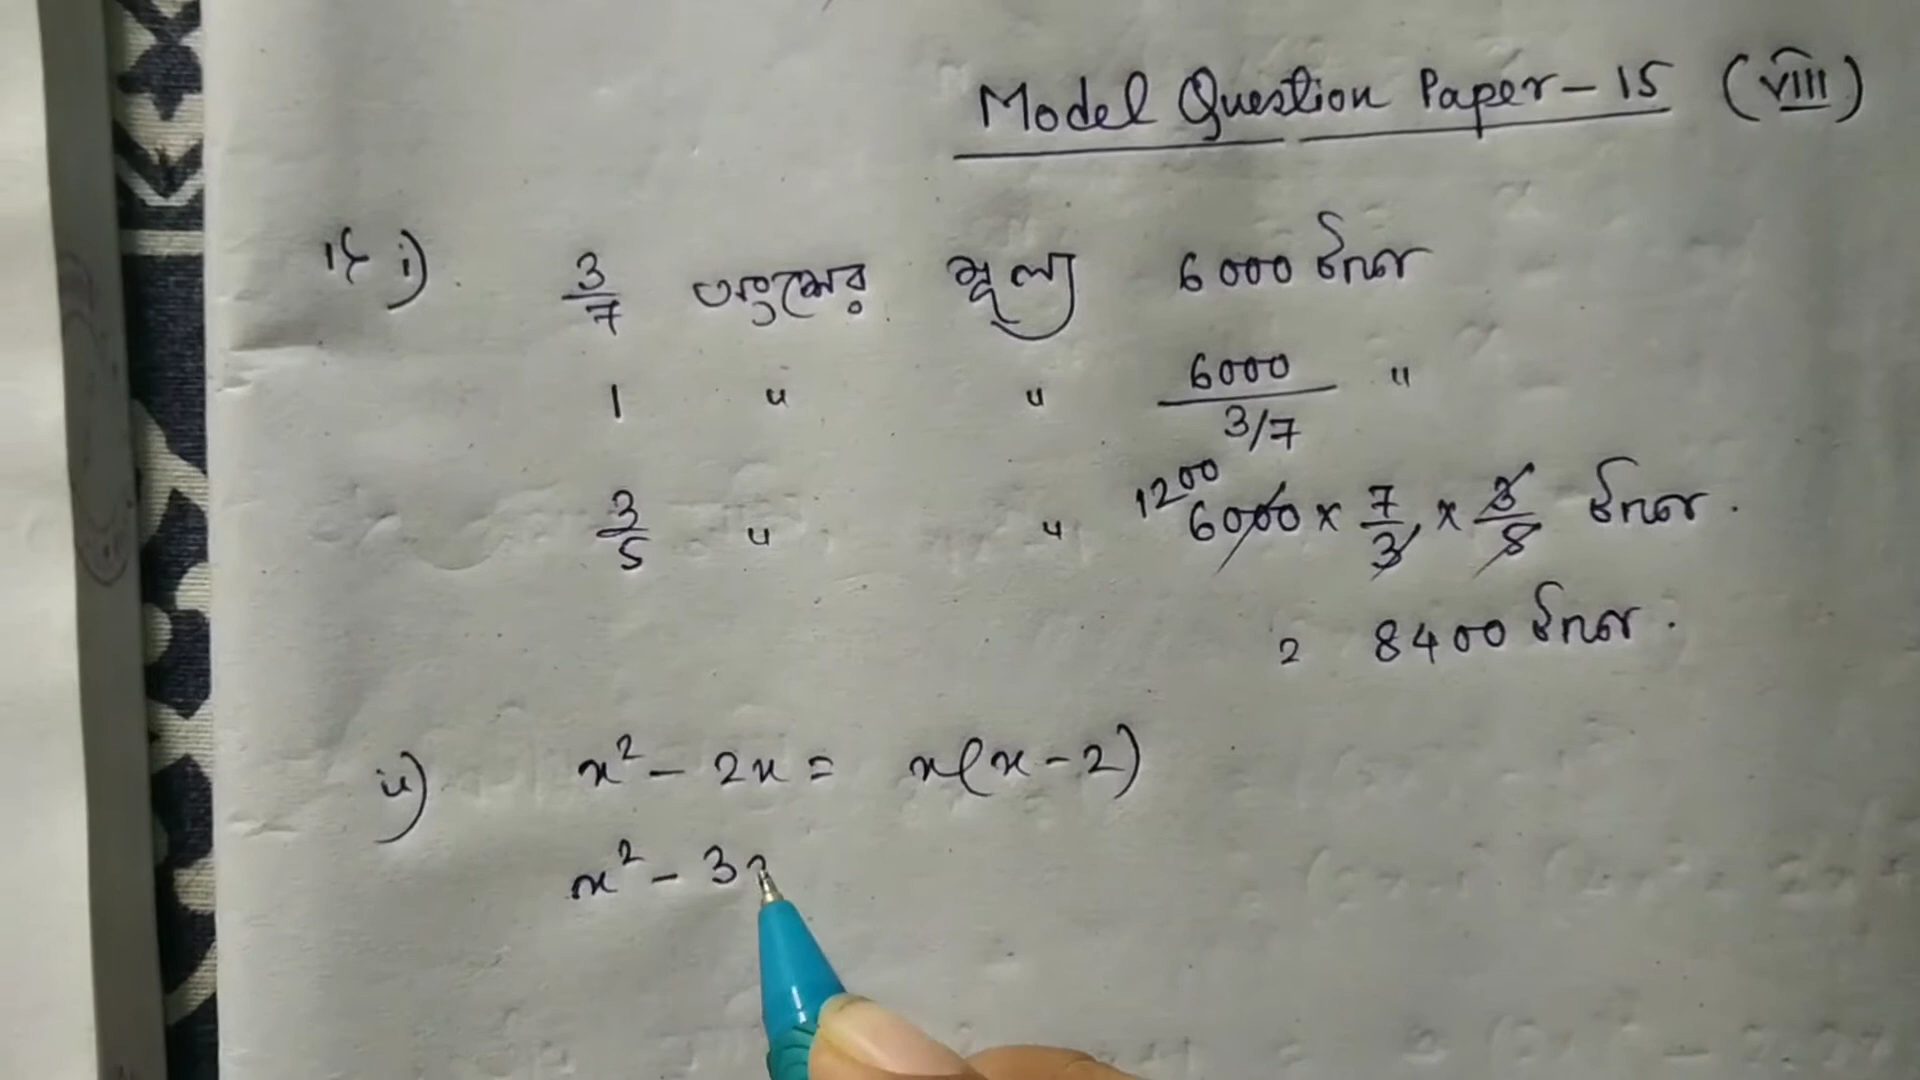 Model Question Paper - 15 (VIII)
1। i) 3/7 অংশের মূল্য 6000 টাকা
1 " " 6000/3/7 "
1200
3/5 " " 6000 x 7/3 x 3/5 টাকা.
= 8400 টাকা.
ii) x² - 2x = x(x - 2)
x² - 3